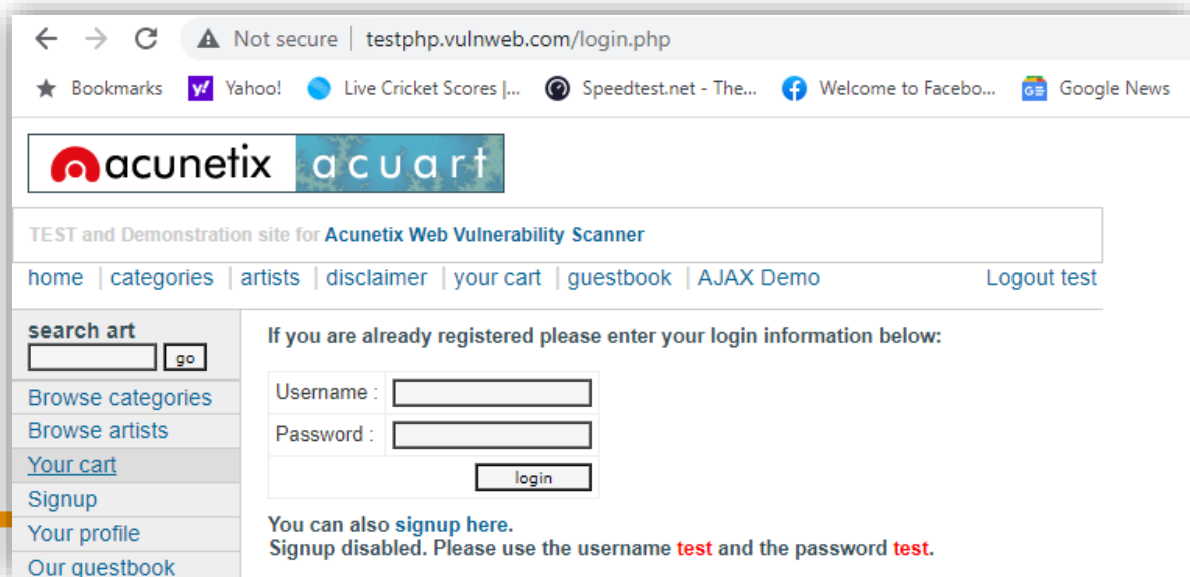 Not secure | testphp.vulnweb.com/login.php
Bookmarks Yahoo! Live Cricket Scores |... Speedtest.net - The... Welcome to Facebo... Google News
acunetix acuart
TEST and Demonstration site for Acunetix Web Vulnerability Scanner
home | categories | artists | disclaimer | your cart | guestbook | AJAX Demo Logout test
search art
go
Browse categories
Browse artists
Your cart
Signup
Your profile
Our guestbook
If you are already registered please enter your login information below:
Username :
Password :
login
You can also signup here.
Signup disabled. Please use the username test and the password test.